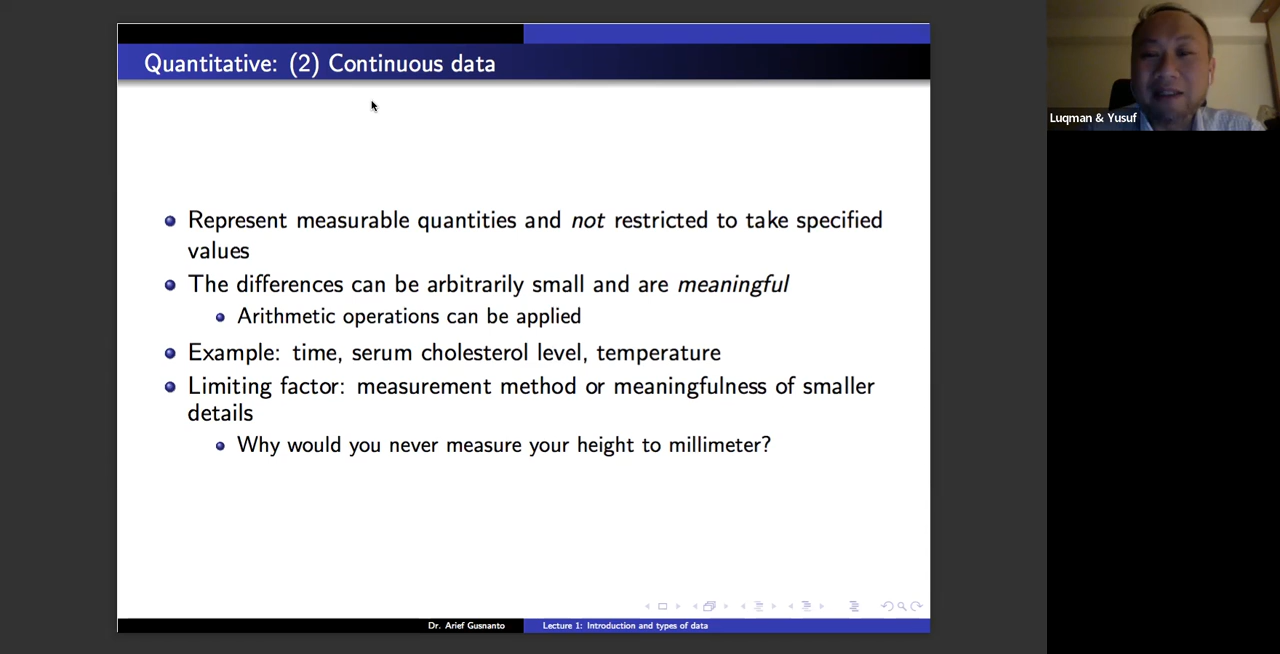 Quantitative: (2) Continuous data
Luqman & Yusuf
Represent measurable quantities and not restricted to take specified
values
The differences can be arbitrarily small and are meaningful
Arithmetic operations can be applied
Example: time, serum cholesterol level, temperature
Limiting factor: measurement method or meaningfulness of smaller
details
Why would you never measure your height to millimeter?
Dr. Arief Gusnanto
Lecture 1: Introduction and types of data